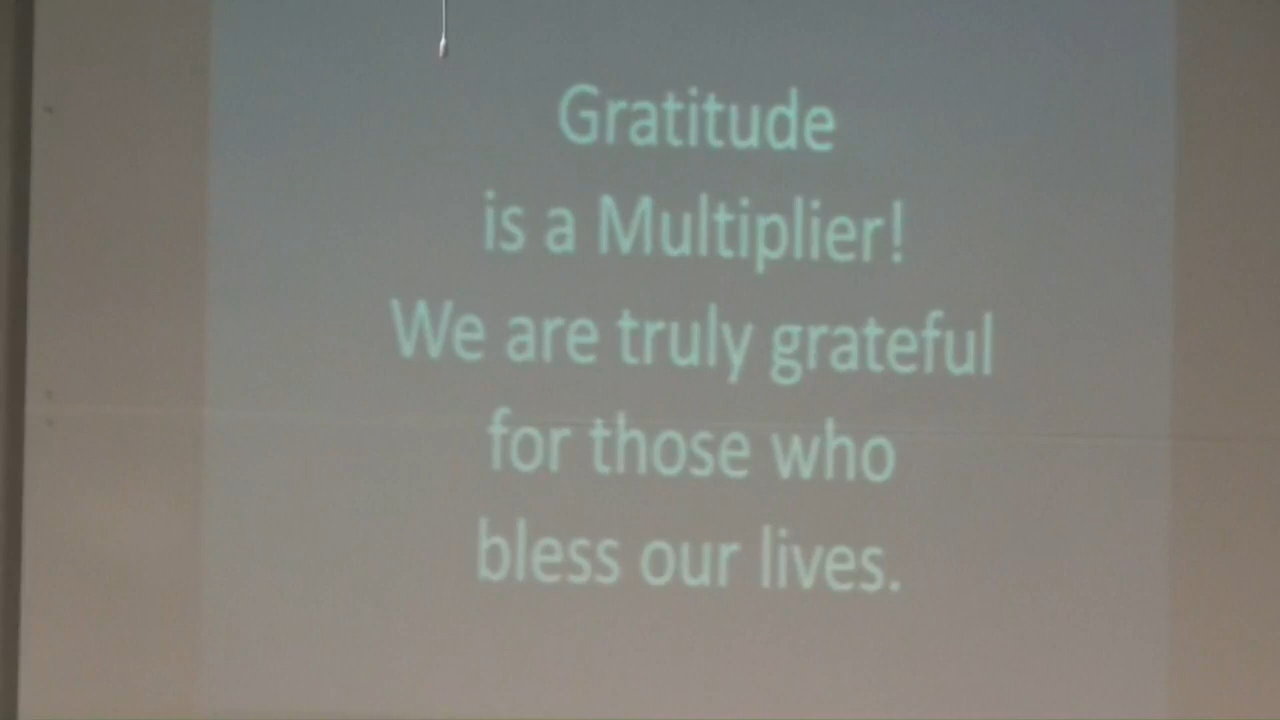 Gratitude
is a Multiplier!
We are truly grateful
for those who
bless our lives.